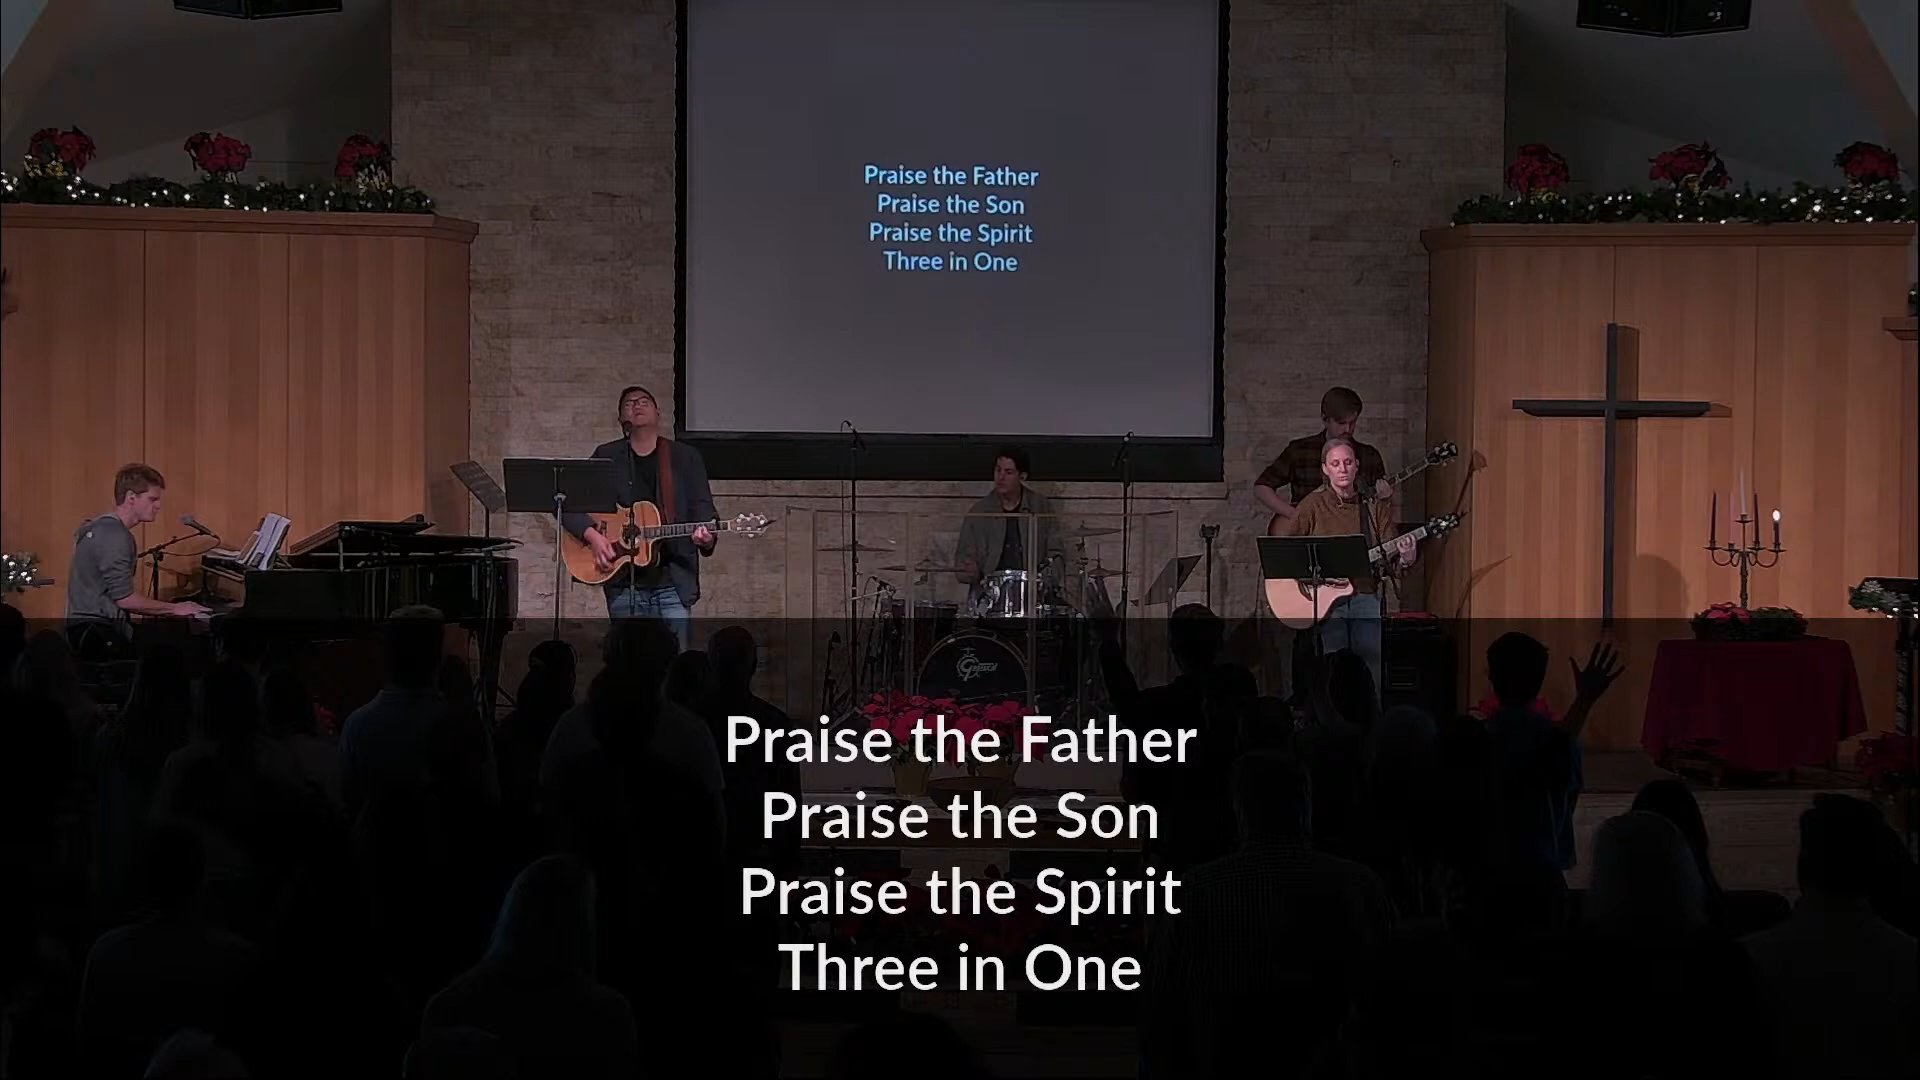 Praise the Father
Praise the Son
Praise the Spirit
Three in One
Praise the Father
Praise the Son
Praise the Spirit
Three in One